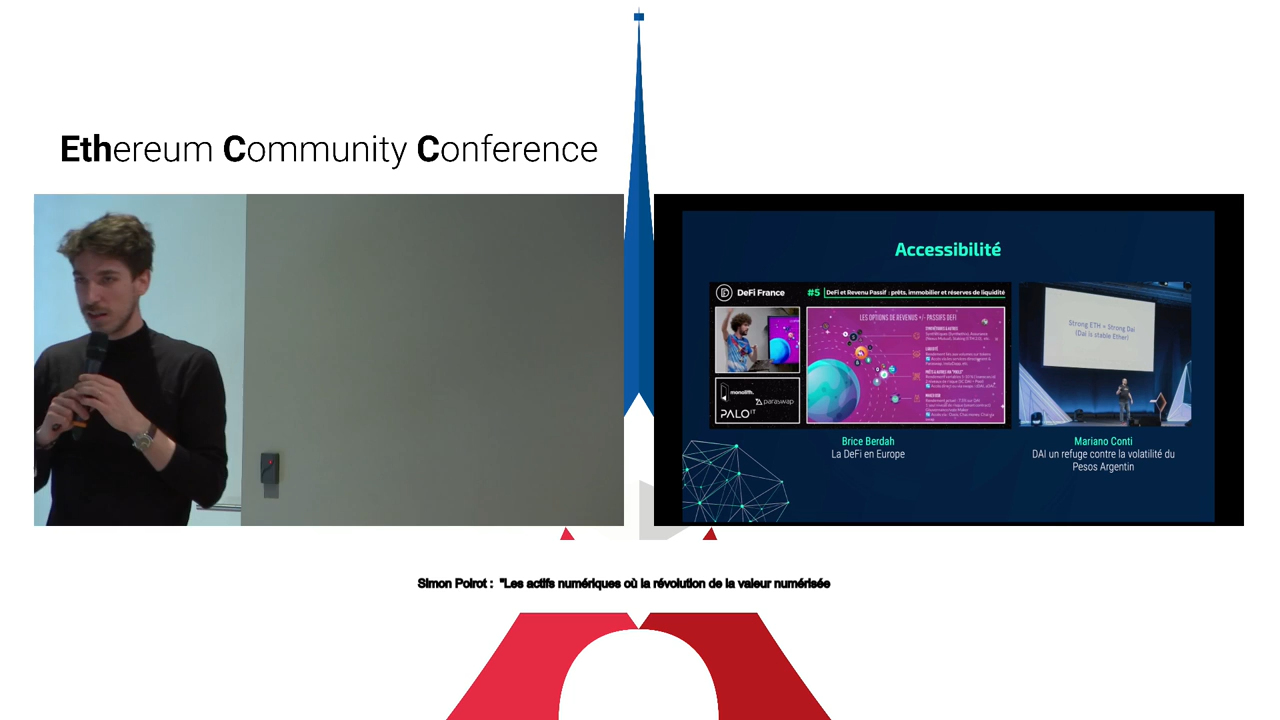 Ethereum Community Conference
Accessibilité
DeFi France
#5 DeFi et Revenu Passif : prêts, immobilier et réserves de liquidité
LES OPTIONS DE REVENUS +/- PASSIFS DEFI
monolith.
paraswap
PALO IT
Strong ETH = Strong Dai
(Dai is stable Ether)
Brice Berdah
La DeFi en Europe
Mariano Conti
DAI un refuge contre la volatilité du
Pesos Argentin
Simon Poirot : "Les actifs numériques où la révolution de la valeur numérisée